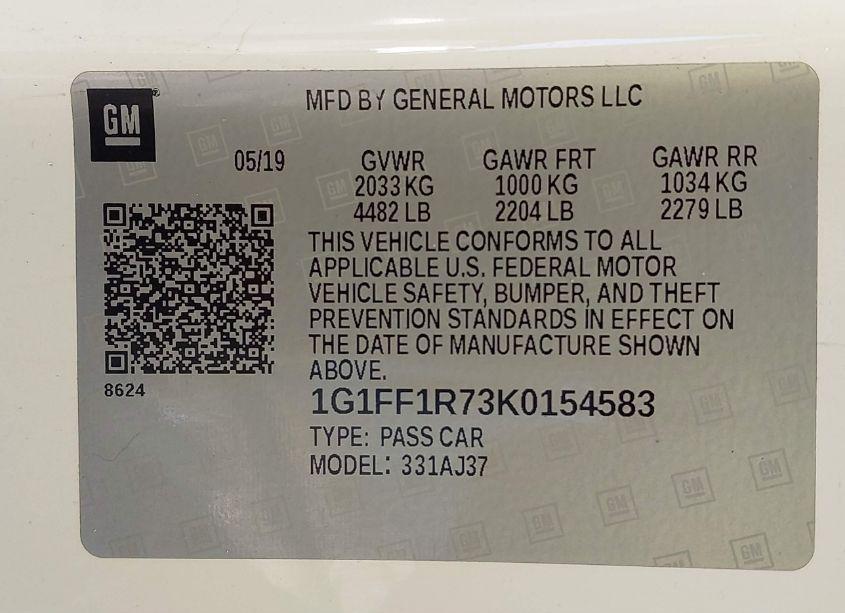 GM
MFD BY GENERAL MOTORS LLC
05/19 GVWR GAWR FRT GAWR RR
2033 KG 1000 KG 1034 KG
4482 LB 2204 LB 2279 LB
THIS VEHICLE CONFORMS TO ALL
APPLICABLE U.S. FEDERAL MOTOR
VEHICLE SAFETY, BUMPER, AND THEFT
PREVENTION STANDARDS IN EFFECT ON
THE DATE OF MANUFACTURE SHOWN
ABOVE.
8624
1G1FF1R73K0154583
TYPE: PASS CAR
MODEL: 331AJ37